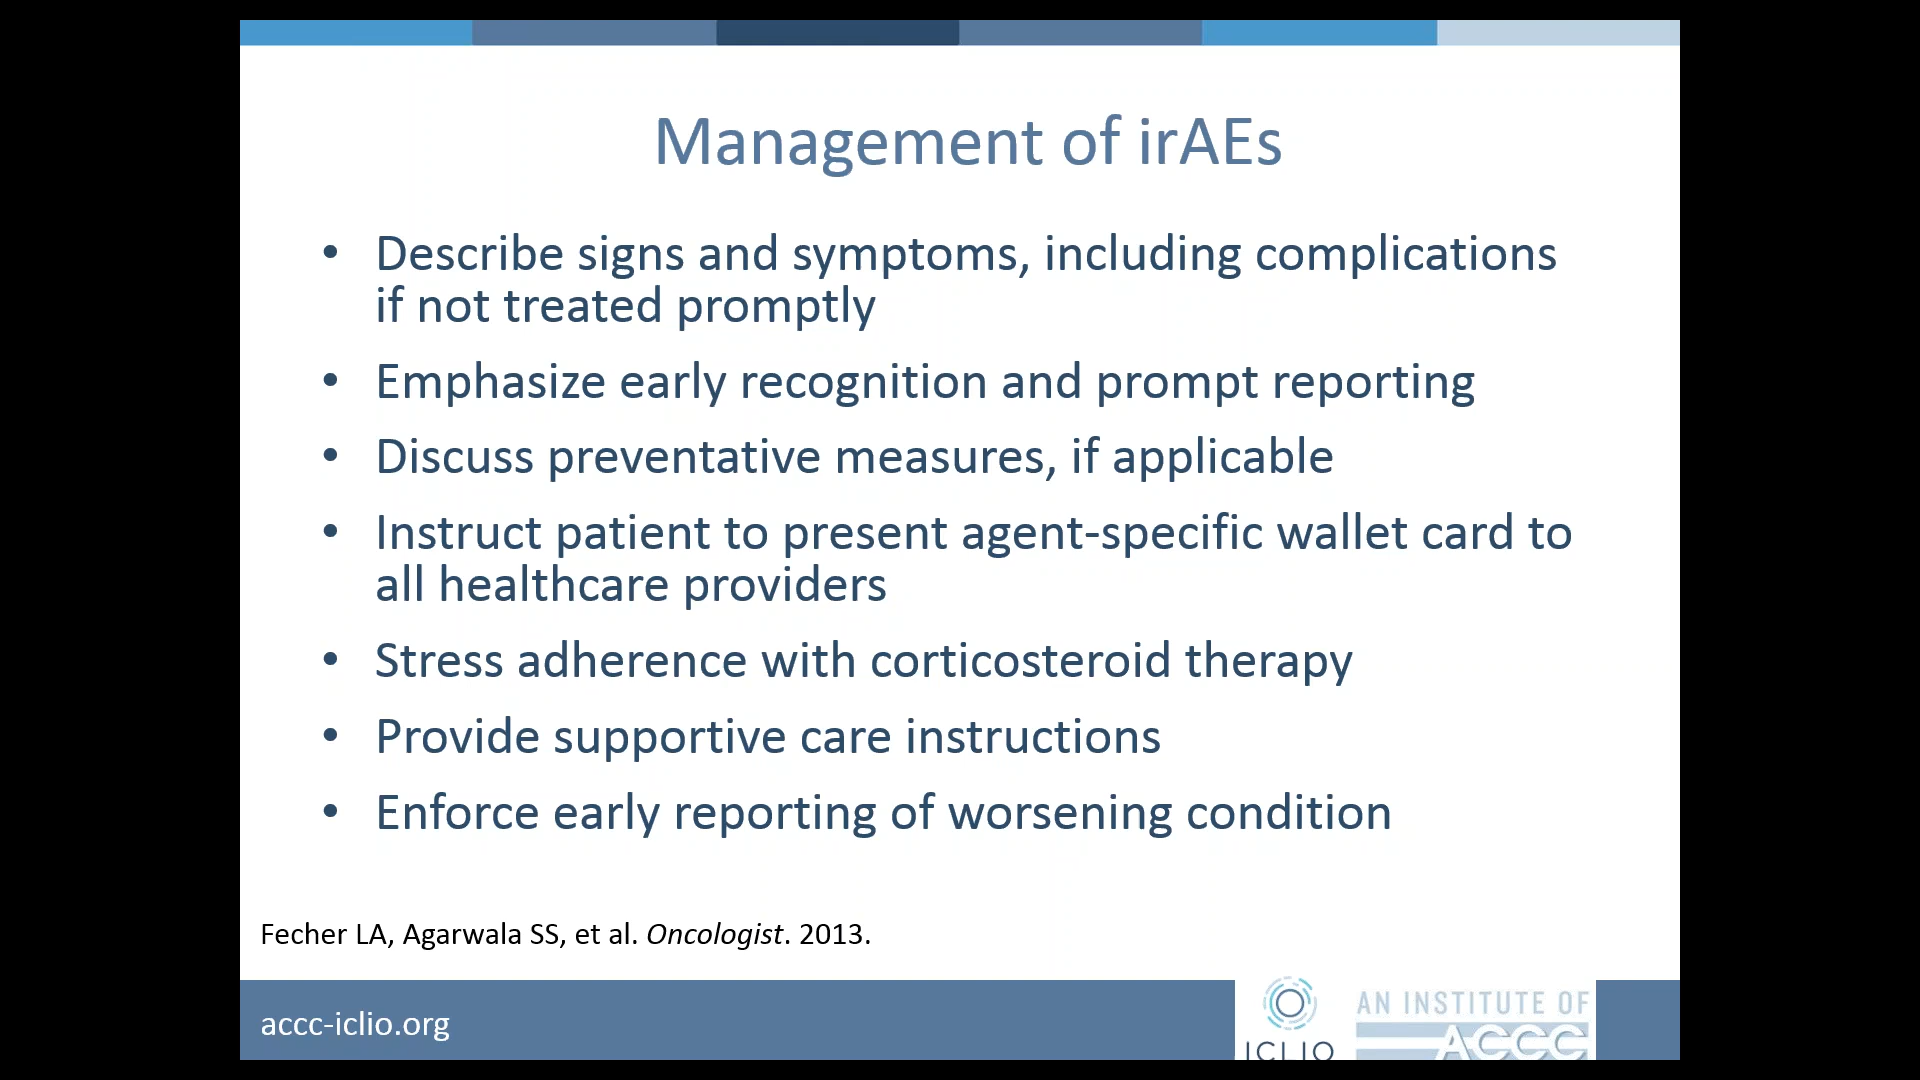 Management of irAEs
• Describe signs and symptoms, including complications
if not treated promptly
• Emphasize early recognition and prompt reporting
• Discuss preventative measures, if applicable
• Instruct patient to present agent-specific wallet card to
all healthcare providers
• Stress adherence with corticosteroid therapy
• Provide supportive care instructions
• Enforce early reporting of worsening condition
Fecher LA, Agarwala SS, et al. Oncologist. 2013.
accc-iclio.org
ICLIO
AN INSTITUTE OF
ACCC